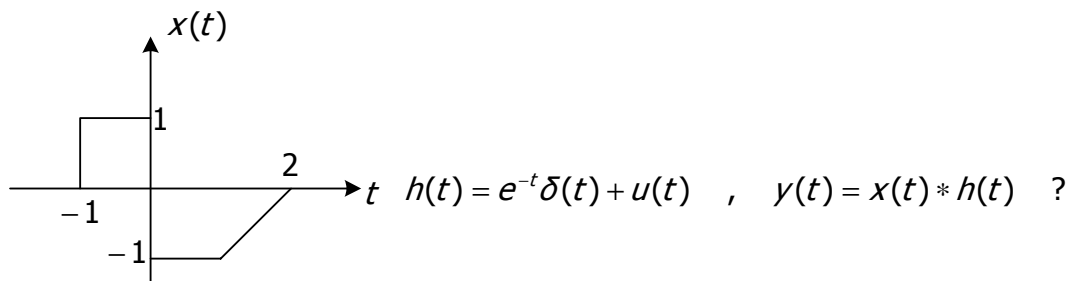 x(t)
1
2
t
h(t) = e^{-t}δ(t) + u(t) , y(t) = x(t) * h(t) ?
−1
−1